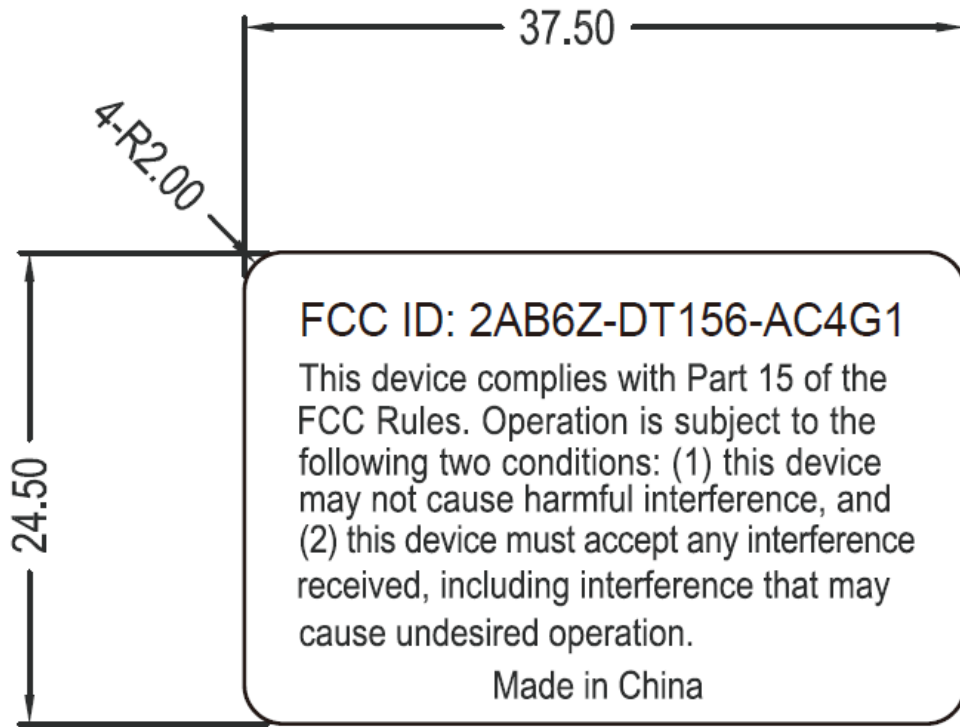 37.50
4-R2.00
24.50
FCC ID: 2AB6Z-DT156-AC4G1
This device complies with Part 15 of the
FCC Rules. Operation is subject to the
following two conditions: (1) this device
may not cause harmful interference, and
(2) this device must accept any interference
received, including interference that may
cause undesired operation.
Made in China